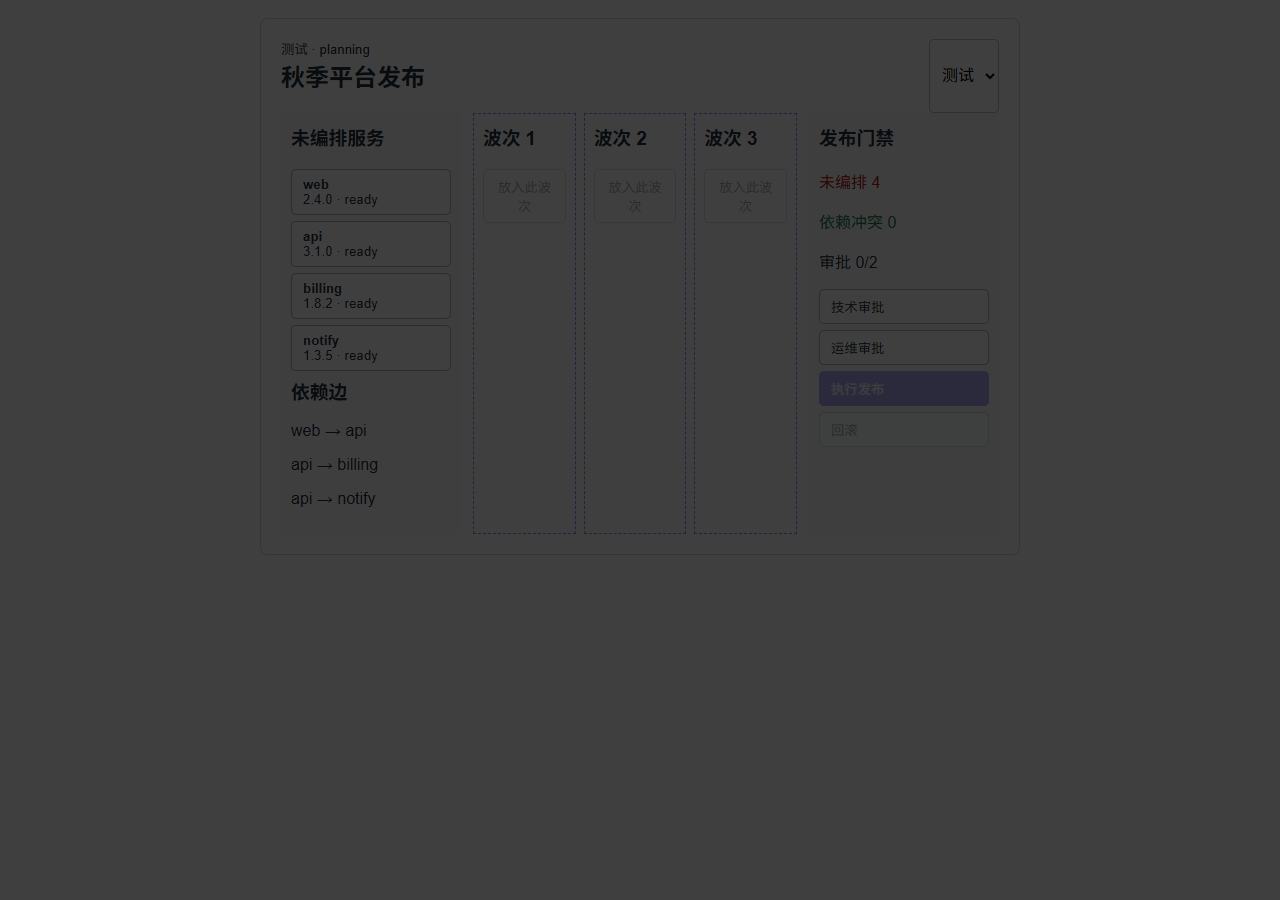 测试 · planning
秋季平台发布
测试
未编排服务
web
2.4.0 · ready
api
3.1.0 · ready
billing
1.8.2 · ready
notify
1.3.5 · ready
依赖边
web → api
api → billing
api → notify
波次 1
放入此波
次
波次 2
放入此波
次
波次 3
放入此波
次
发布门禁
未编排 4
依赖冲突 0
审批 0/2
技术审批
运维审批
执行发布
回滚